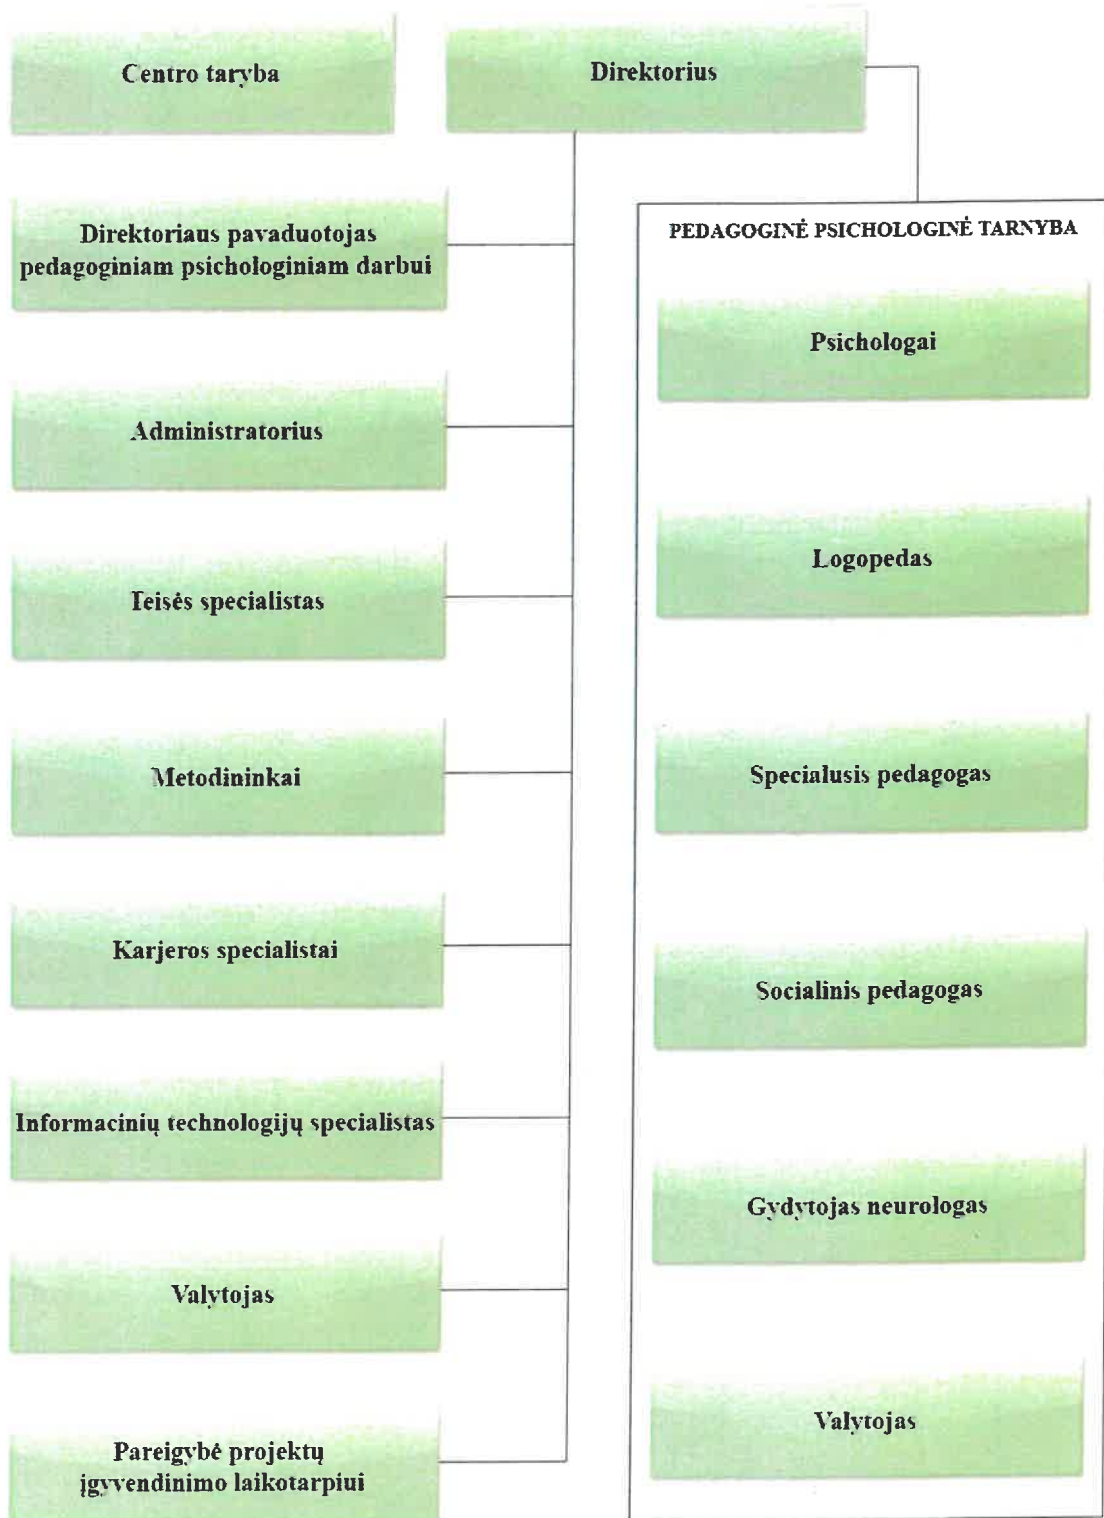 Centro taryba
Direktorius
Direktoriaus pavaduotojas
pedagoginiam psichologiniam darbui
Administratorius
Teisės specialistas
Metodininkai
Karjeros specialistai
Informacinių technologijų specialistas
Valytojas
Pareigybė projektų
įgyvendinimo laikotarpiui
PEDAGOGINĖ PSICHOLOGINĖ TARNYBA
Psichologai
Logopedas
Specialusis pedagogas
Socialinis pedagogas
Gydytojas neurologas
Valytojas